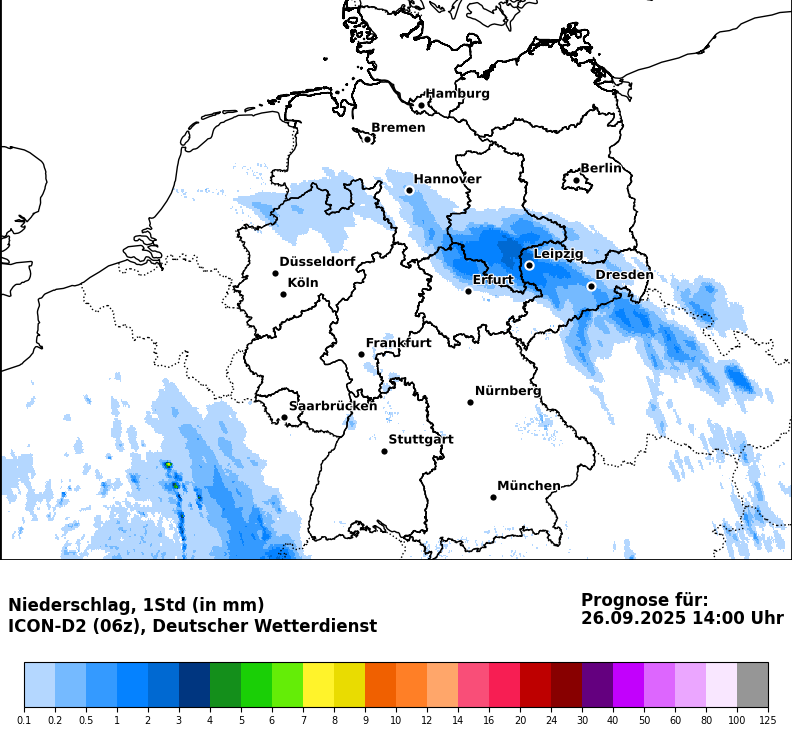 Hamburg
Bremen
Berlin
Hannover
Düsseldorf
Leipzig
Köln
Erfurt
Dresden
Frankfurt
Nürnberg
Saarbrücken
Stuttgart
München
Niederschlag, 1Std (in mm)
ICON-D2 (06z), Deutscher Wetterdienst
Prognose für:
26.09.2025 14:00 Uhr
0.1 0.2 0.5 1 2 3 4 5 6 7 8 9 10 12 14 16 20 24 30 40 50 60 80 100 125